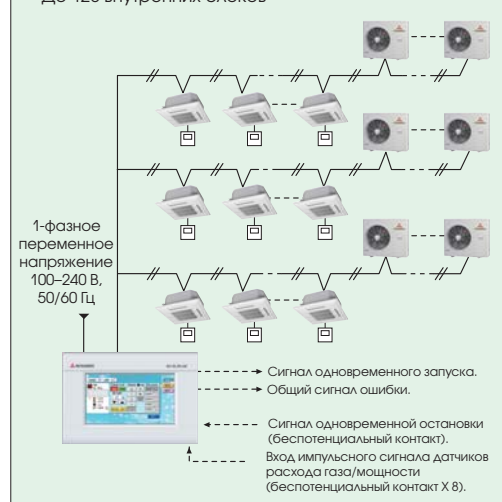 До 128 внутренних блоков
1-фазное
переменное
напряжение
100–240 В,
50/60 Гц
Сигнал одновременного запуска.
Общий сигнал ошибки.
Сигнал одновременной остановки
(беспотенциальный контакт).
Вход импульсного сигнала датчиков
расхода газа/мощности
(беспотенциальный контакт X 8).